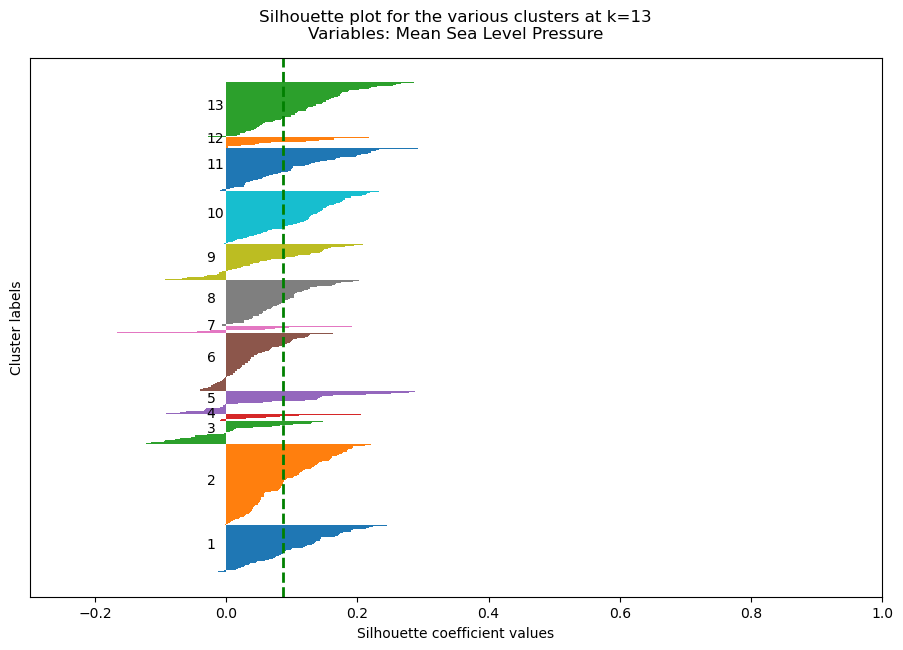 Silhouette plot for the various clusters at k=13
Variables: Mean Sea Level Pressure
13
12
11
10
9
8
7
6
5
4
3
2
1
Cluster labels
−0.2 0.0 0.2 0.4 0.6 0.8 1.0
Silhouette coefficient values